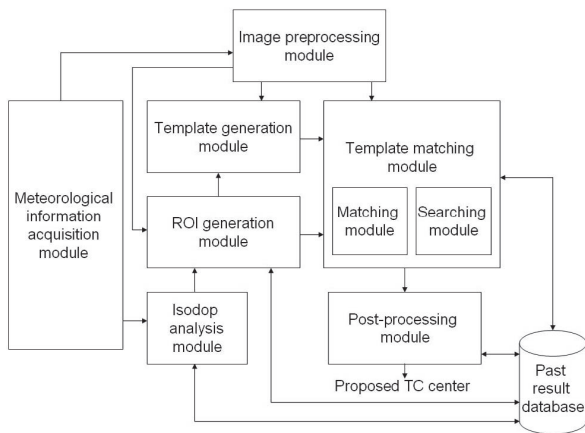 Image preprocessing
module
Template generation
module
Template matching
module
Meteorological
information
acquisition
module
ROI generation
module
Matching
module
Searching
module
Isodop
analysis
module
Post-processing
module
Proposed TC center
Past
result
database